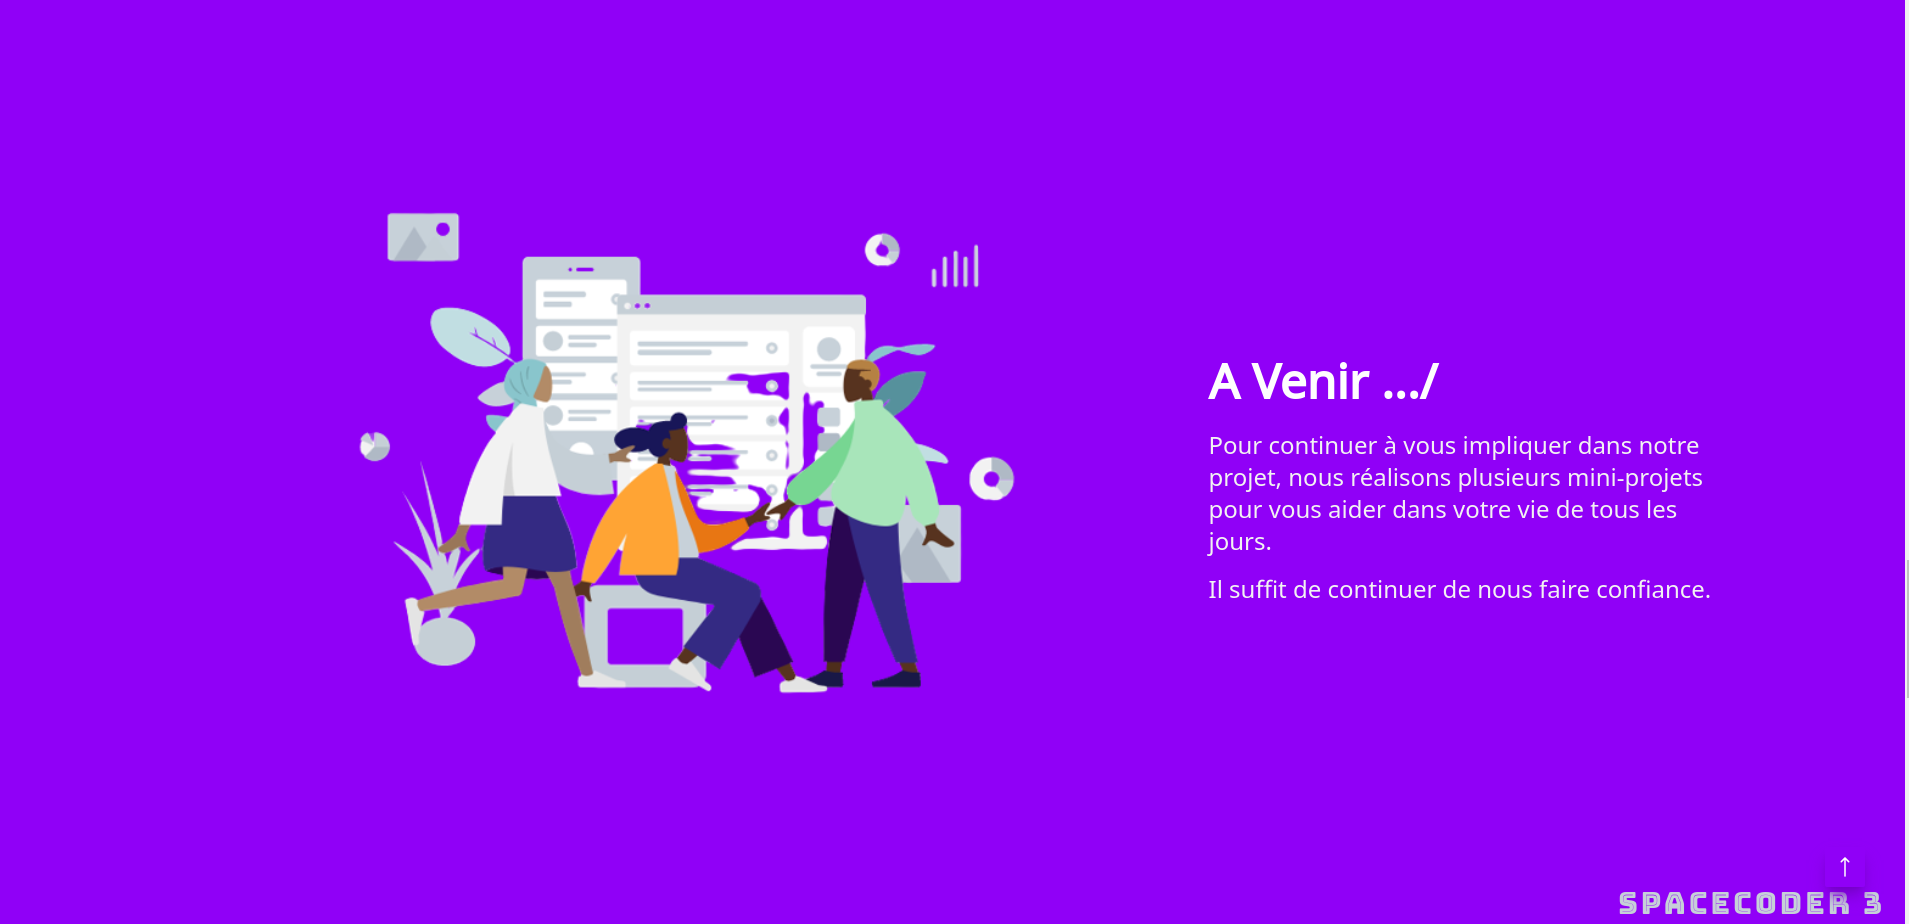 A Venir .../
Pour continuer à vous impliquer dans notre
projet, nous réalisons plusieurs mini-projets
pour vous aider dans votre vie de tous les
jours.
Il suffit de continuer de nous faire confiance.
↑
SPACECODER 3